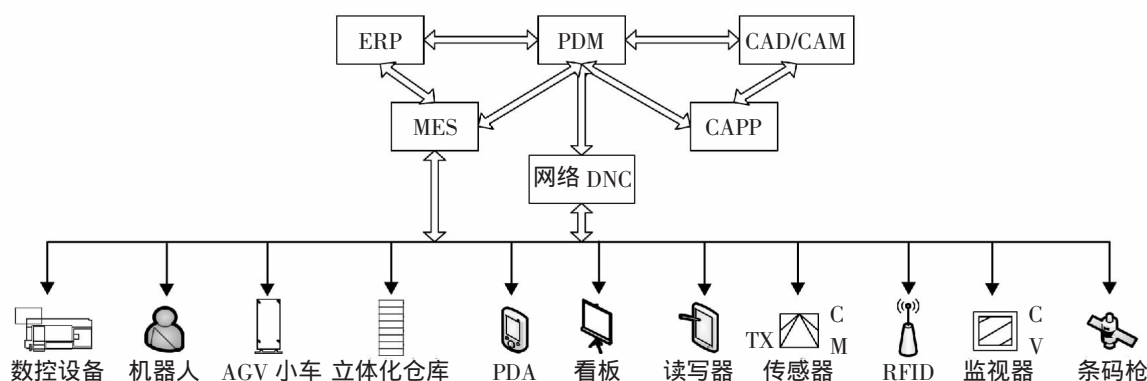 ERP
PDM
CAD/CAM
MES
CAPP
网络 DNC
TX
C
M
C
V
数控设备
机器人
AGV 小车
立体化仓库
PDA
看板
读写器
传感器
RFID
监视器
条码枪